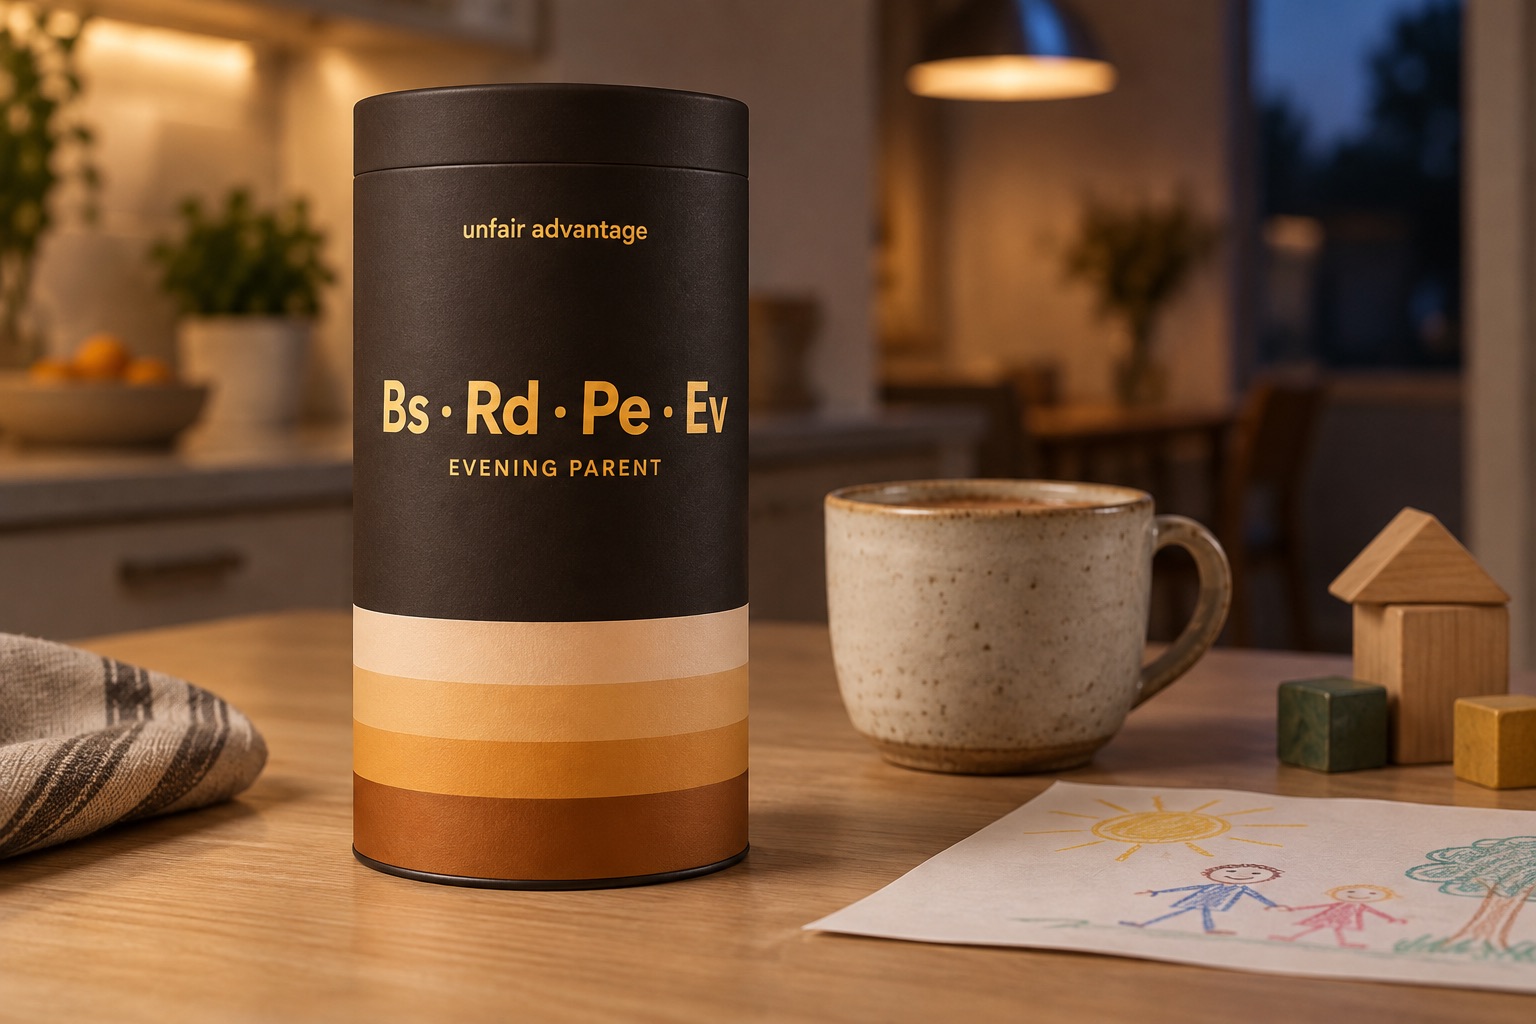 unfair advantage
Bs · Rd · Pe · Ev
EVENING PARENT